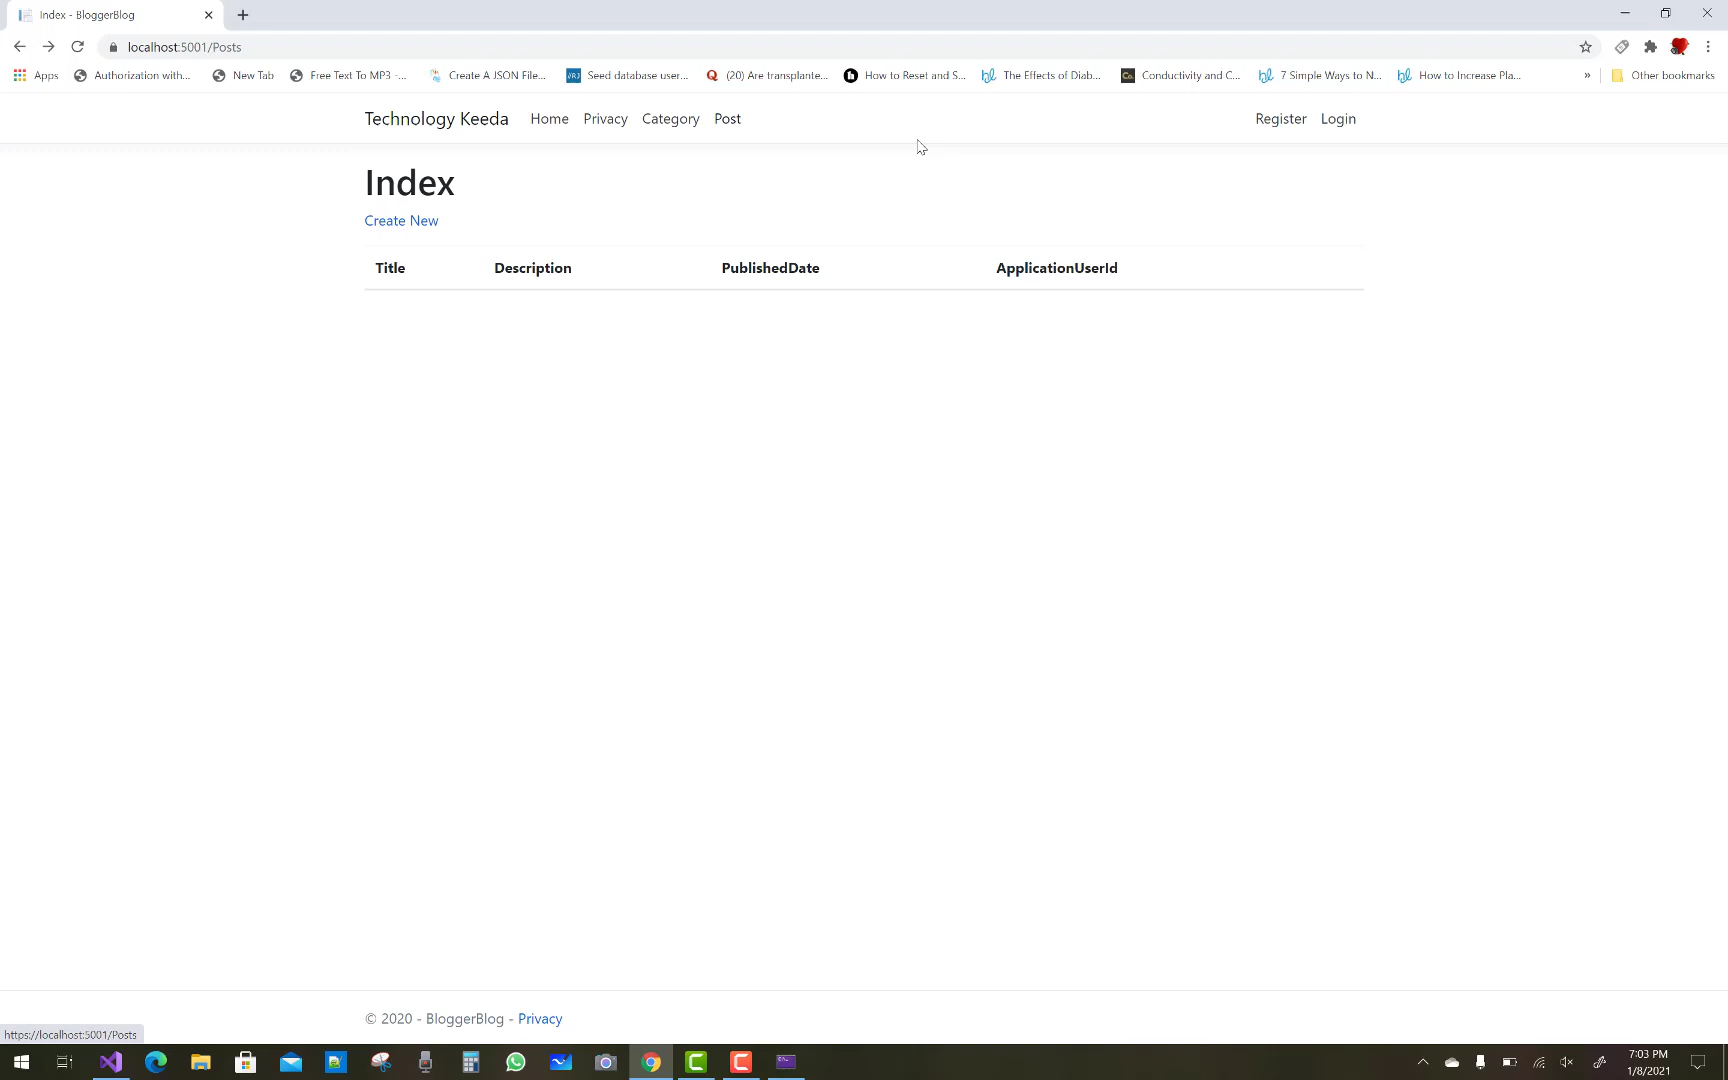 Index - BloggerBlog
localhost:5001/Posts
Apps Authorization with... New Tab Free Text To MP3 -... Create A JSON File... Seed database user... (20) Are transplante... How to Reset and S... The Effects of Diab... Conductivity and C... 7 Simple Ways to N... How to Increase Pla... » Other bookmarks
Technology Keeda Home Privacy Category Post Register Login
Index
Create New
Title Description PublishedDate ApplicationUserId
© 2020 - BloggerBlog - Privacy
https://localhost:5001/Posts
7:03 PM
1/8/2021